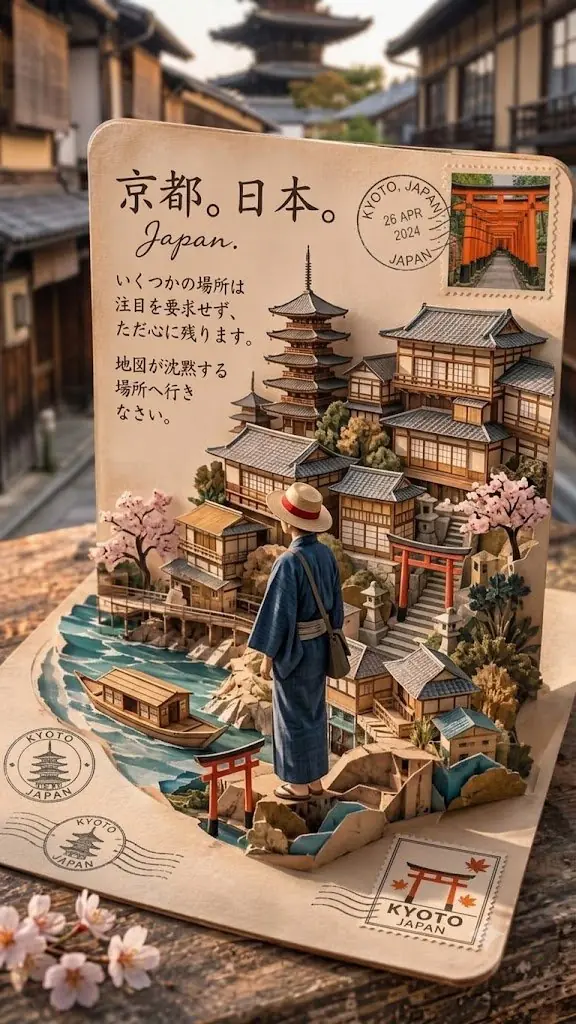 京都。日本。
Japan.
KYOTO, JAPAN
26 APR
2024
JAPAN
いくつかの場所は
注目を要求せず、
ただ心に残ります。
地図が沈黙する
場所へ行き
なさい。
KYOTO
JAPAN
KYOTO
JAPAN
KYOTO
JAPAN